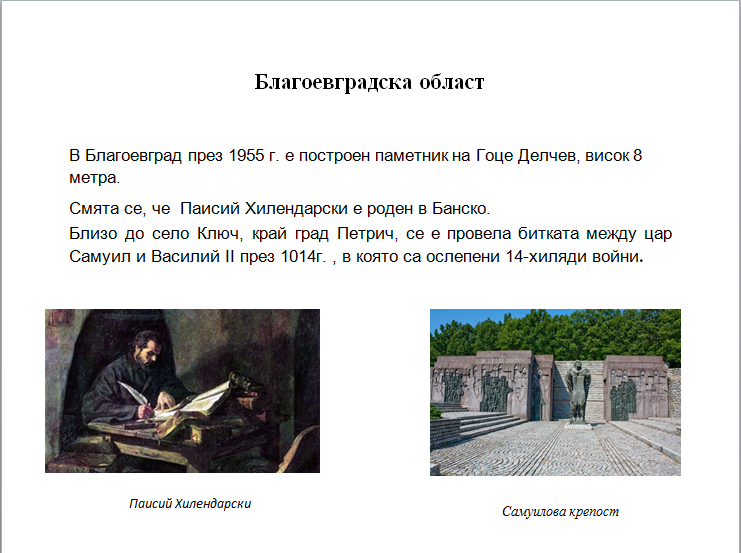 Благоевградска област
В Благоевград през 1955 г. е построен паметник на Гоце Делчев, висок 8
метра.
Смята се, че  Паисий Хилендарски е роден в Банско.
Близо до село Ключ, край град Петрич, се е провела битката между цар
Самуил и Василий II през 1014г. , в която са ослепени 14-хиляди войни.
Паисий Хилендарски
Самуилова крепост